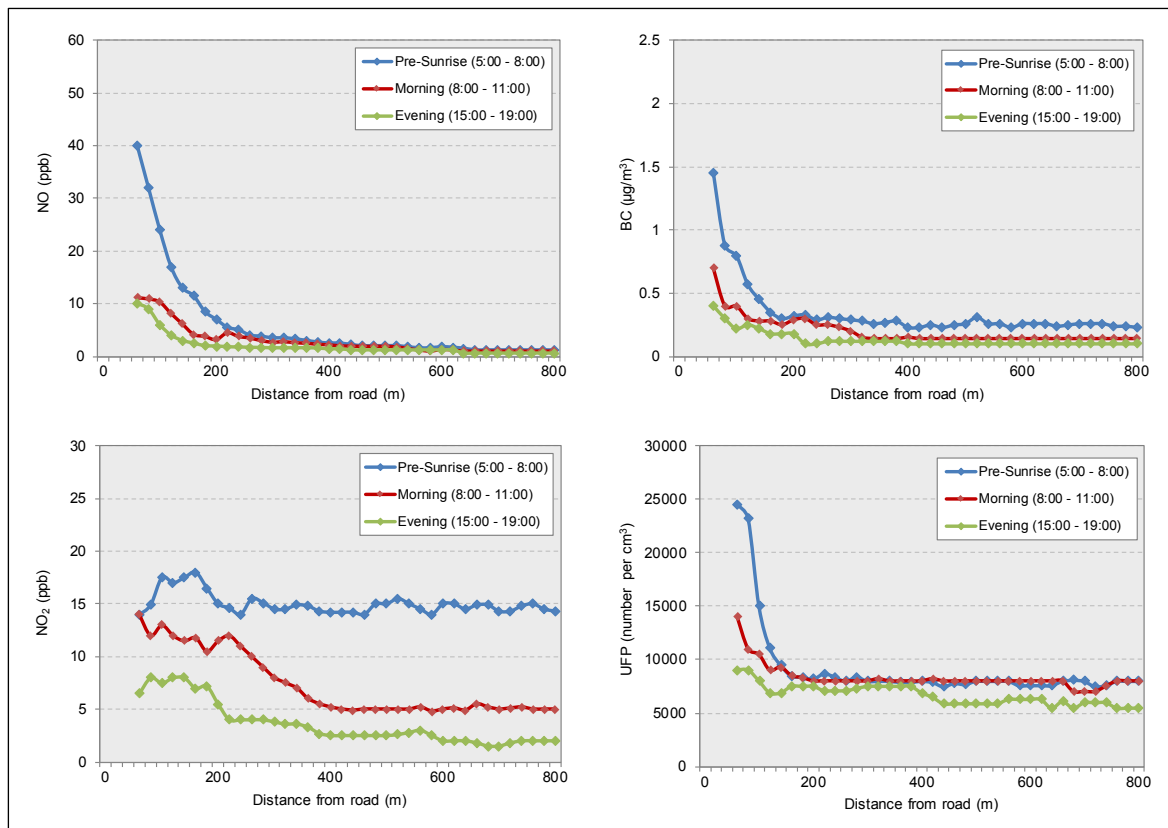 60
50
40
30
20
10
0
NO (ppb)
0 200 400 600 800
Distance from road (m)
Pre-Sunrise (5:00 - 8:00)
Morning (8:00 - 11:00)
Evening (15:00 - 19:00)
2.5
2
1.5
1
0.5
0
BC (µg/m³)
0 200 400 600 800
Distance from road (m)
Pre-Sunrise (5:00 - 8:00)
Morning (8:00 - 11:00)
Evening (15:00 - 19:00)
30
25
20
15
10
5
0
NO₂ (ppb)
0 200 400 600 800
Distance from road (m)
Pre-Sunrise (5:00 - 8:00)
Morning (8:00 - 11:00)
Evening (15:00 - 19:00)
30000
25000
20000
15000
10000
5000
0
UFP (number per cm³)
0 200 400 600 800
Distance from road (m)
Pre-Sunrise (5:00 - 8:00)
Morning (8:00 - 11:00)
Evening (15:00 - 19:00)